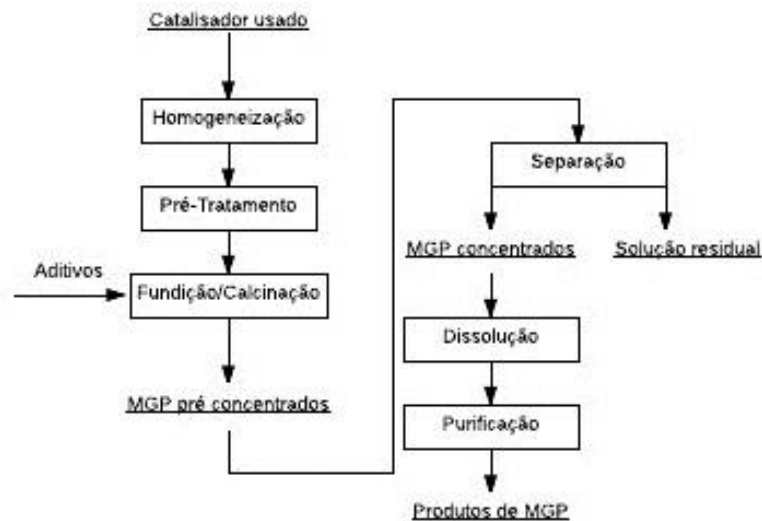 Catalisador usado
Homogeneização
Pré-Tratamento
Aditivos
Fundição/Calcinação
MGP pré concentrados
Separação
MGP concentrados
Solução residual
Dissolução
Purificação
Produtos de MGP